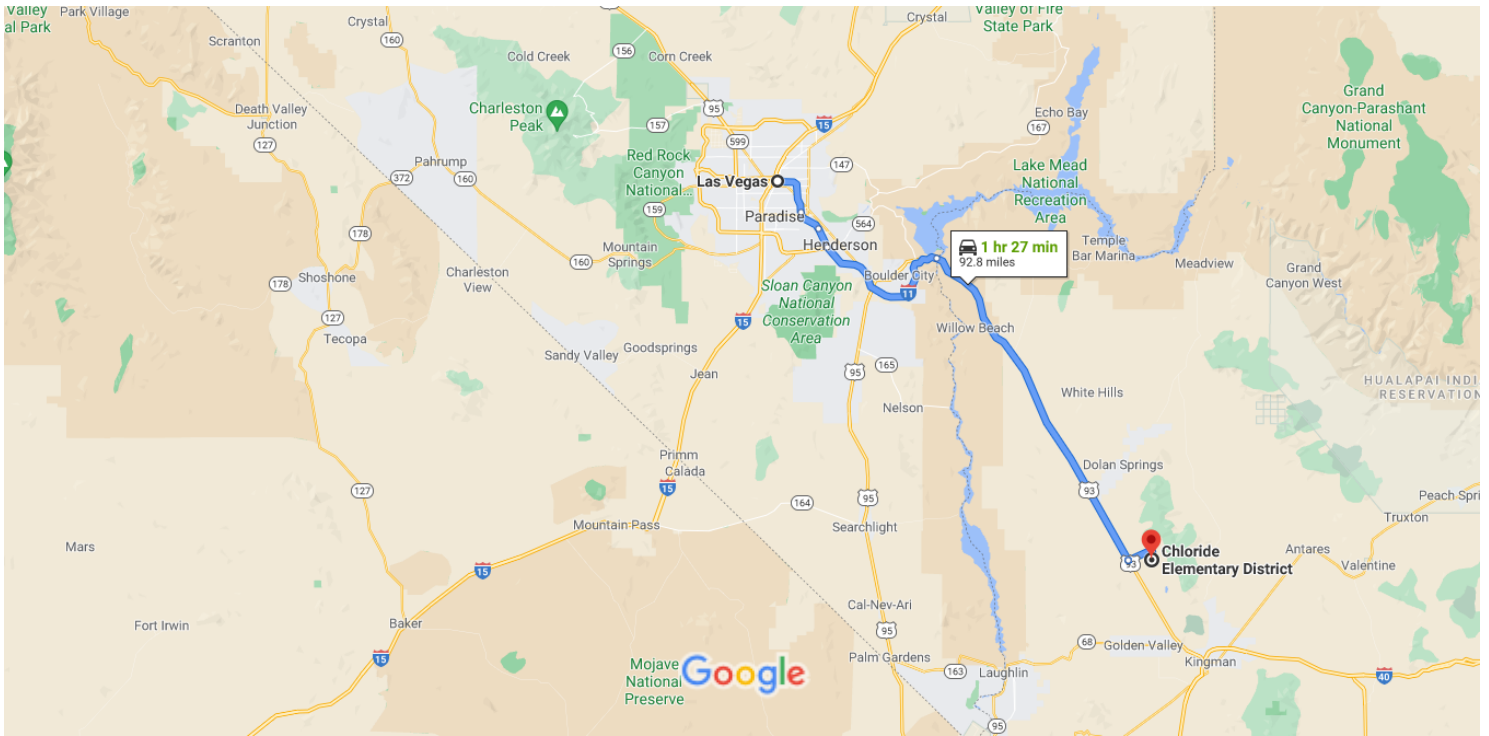 Valley
al Park
Park Village
Crystal
160
Scranton
Cold Creek
156
Corn Creek
Crystal
Valley of Fire
State Park
Death Valley
Junction
127
Charleston
Peak
157
95
599
15
Echo Bay
167
Grand
Canyon-Parashant
National
Monument
Pahrump
372
160
Red Rock
Canyon
National...
159
147
Las Vegas
Lake Mead
National
Recreation
Area
Paradise
564
Henderson
178
160
Mountain
Springs
1 hr 27 min
92.8 miles
Temple
Bar Marina
Meadview
Grand
Canyon West
178
Shoshone
Charleston
View
Boulder City
11
Sloan Canyon
National
Conservation
Area
127
Tecopa
15
Willow Beach
Sandy Valley
Goodsprings
Jean
95
165
Nelson
White Hills
HUALAPAI INDI
RESERVATION
Primm
Calada
15
Dolan Springs
93
127
164
95
Searchlight
Mountain Pass
Peach Spri
Truxton
Mars
15
93
Chloride
Elementary District
Antares
Valentine
Fort Irwin
Baker
15
Cal-Nev-Ari
95
Palm Gardens
163
Laughlin
68
Golden Valley
Kingman
40
Mojave
National
Preserve
Google
95